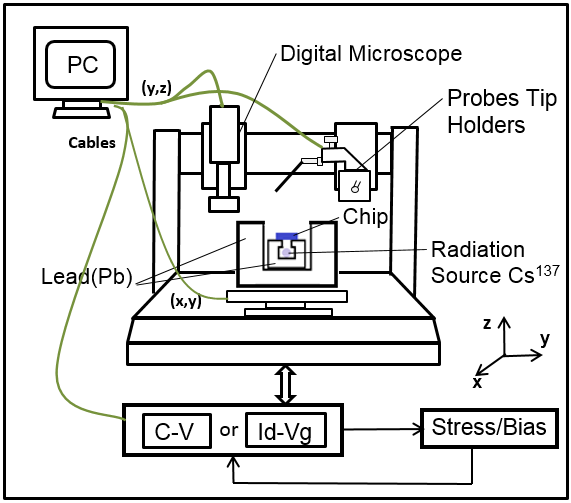 PC
Digital Microscope
(y,z)
Probes Tip
Holders
Cables
Chip
Radiation
Source Cs¹³⁷
Lead(Pb)
(x,y)
z
y
x
C-V or Id-Vg
Stress/Bias